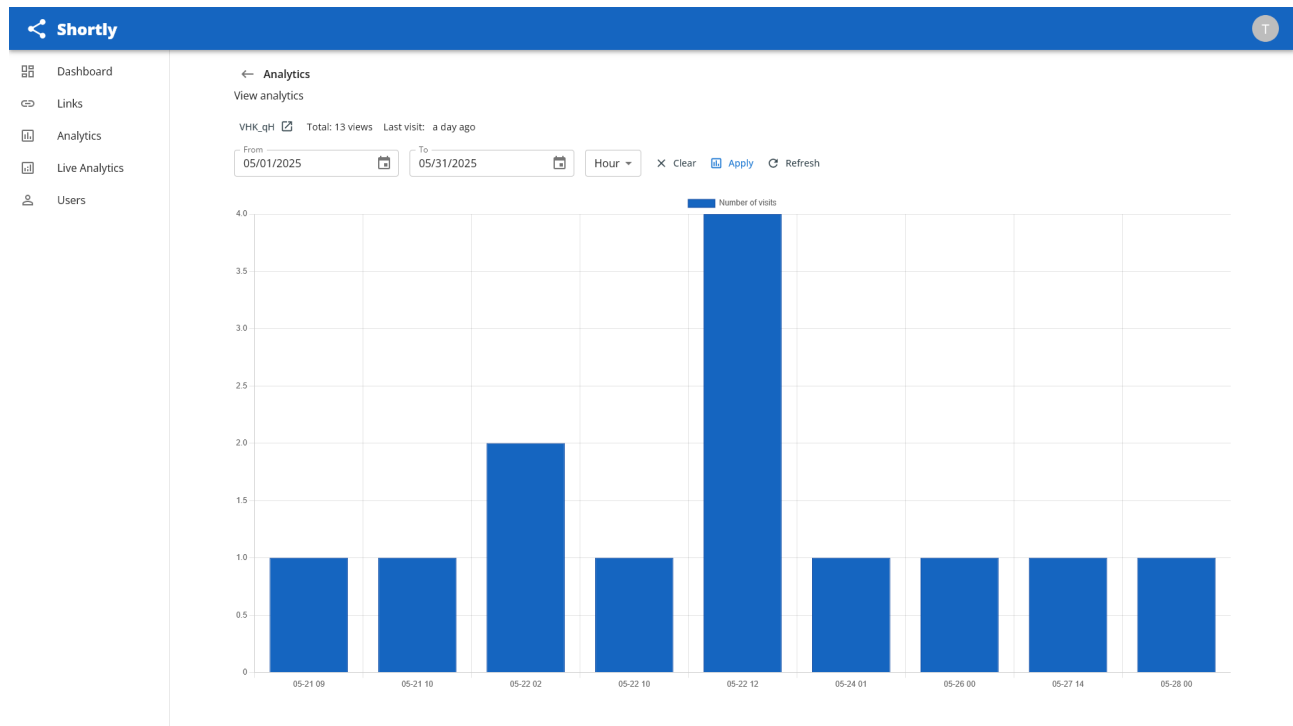 Shortly
T
Dashboard
Links
Analytics
Live Analytics
Users
Analytics
View analytics
VHK_qH Total: 13 views Last visit: a day ago
From
05/01/2025
To
05/31/2025
Hour
Clear
Apply
Refresh
Number of visits
4.0
3.5
3.0
2.5
2.0
1.5
1.0
0.5
0
05-21 09 05-21 10 05-22 02 05-22 10 05-22 12 05-24 01 05-26 00 05-27 14 05-28 00